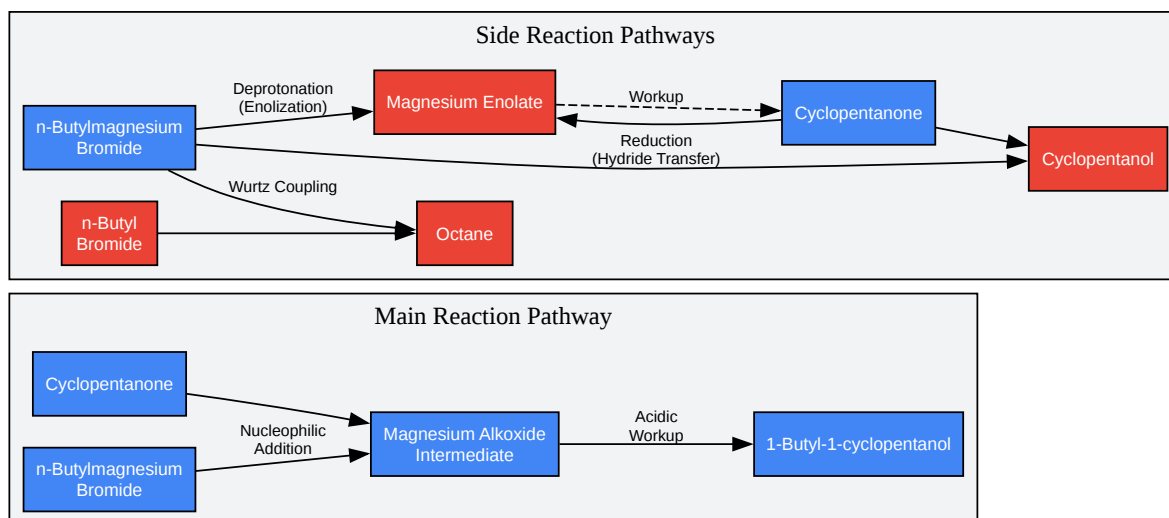 Side Reaction Pathways
Deprotonation
(Enolization)
Magnesium Enolate
Workup
Cyclopentanone
n-Butylmagnesium
Bromide
Reduction
(Hydride Transfer)
Cyclopentanol
Wurtz Coupling
n-Butyl
Bromide
Octane
Main Reaction Pathway
Cyclopentanone
Nucleophilic
Addition
n-Butylmagnesium
Bromide
Magnesium Alkoxide
Intermediate
Acidic
Workup
1-Butyl-1-cyclopentanol